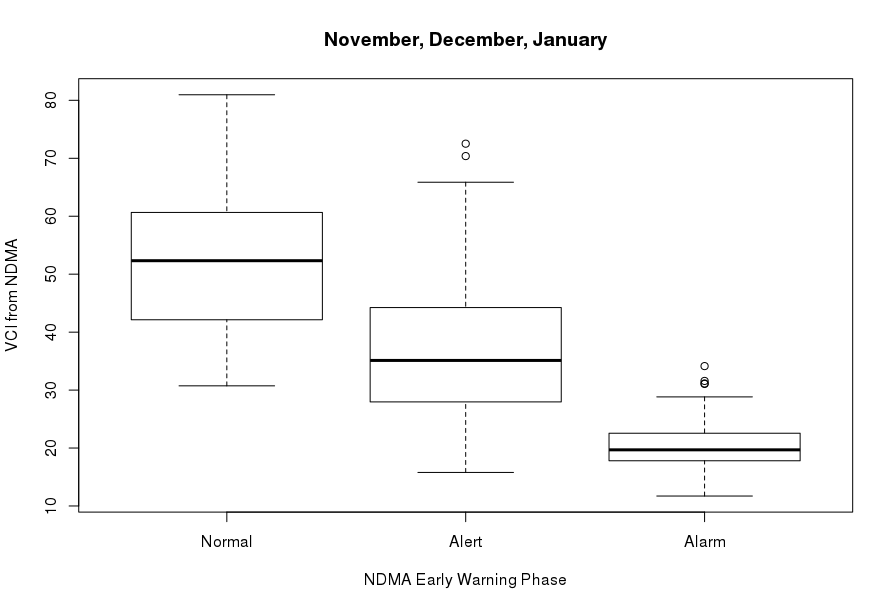 November, December, January
VCI from NDMA
80
70
60
50
40
30
20
10
Normal
Alert
Alarm
NDMA Early Warning Phase